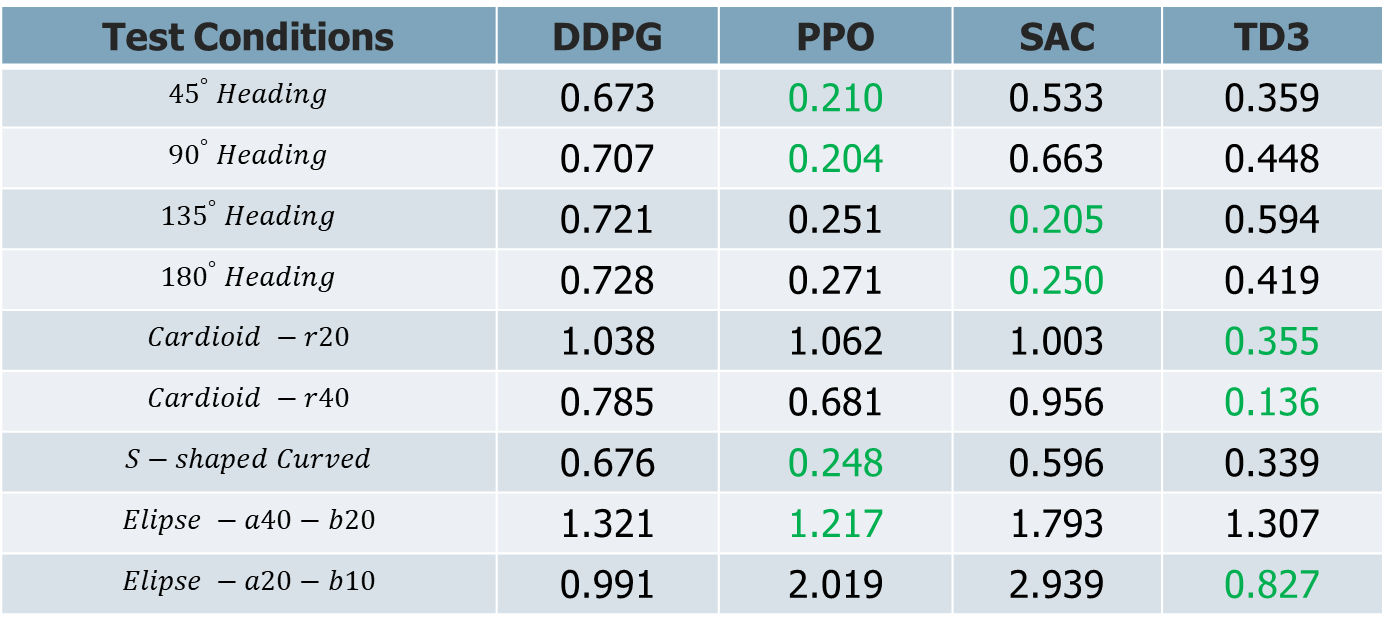 Test Conditions DDPG PPO SAC TD3
45° Heading 0.673 0.210 0.533 0.359
90° Heading 0.707 0.204 0.663 0.448
135° Heading 0.721 0.251 0.205 0.594
180° Heading 0.728 0.271 0.250 0.419
Cardioid − r20 1.038 1.062 1.003 0.355
Cardioid − r40 0.785 0.681 0.956 0.136
S − shaped Curved 0.676 0.248 0.596 0.339
Elipse − a40 − b20 1.321 1.217 1.793 1.307
Elipse − a20 − b10 0.991 2.019 2.939 0.827